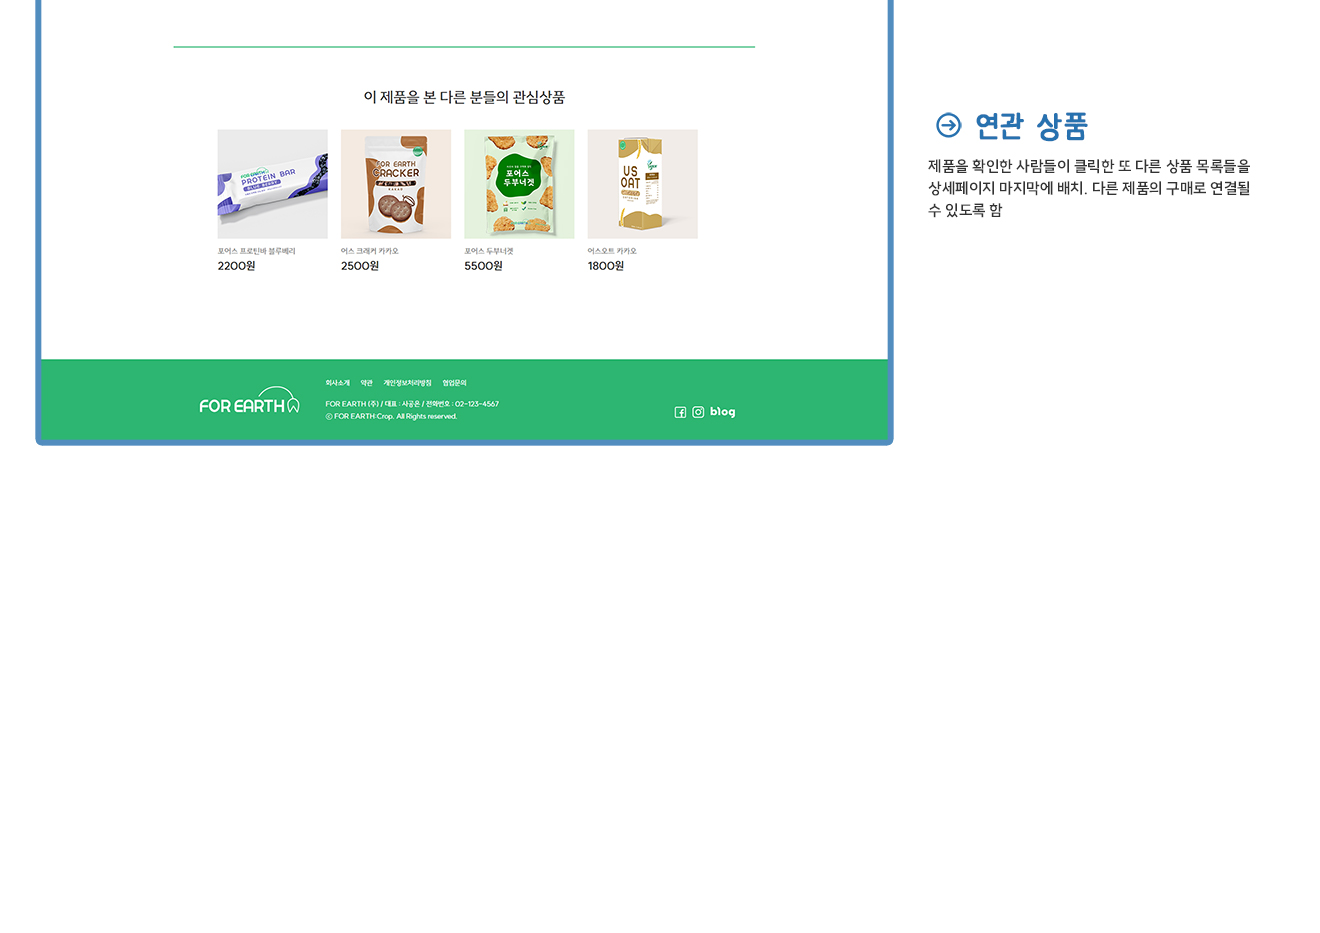 이 제품을 본 다른 분들의 관심상품
FOR EARTH
PROTEIN BAR
BLUE BERRY
FOR EARTH
CRACKER
KAKAO
포어스
두부너겟
US
OAT
포어스 프로틴바 블루베리
2200원
어스 크래커 카카오
2500원
포어스 두부너겟
5500원
어스오트 카카오
1800원
연관 상품
제품을 확인한 사람들이 클릭한 또 다른 상품 목록들을
상세페이지 마지막에 배치. 다른 제품의 구매로 연결될
수 있도록 함
FOR EARTH
회사소개 약관 개인정보처리방침 협업문의
FOR EARTH (주) / 대표 : 사공은 / 전화번호 : 02-123-4567
ⓒ FOR EARTH Crop. All Rights reserved.
blog